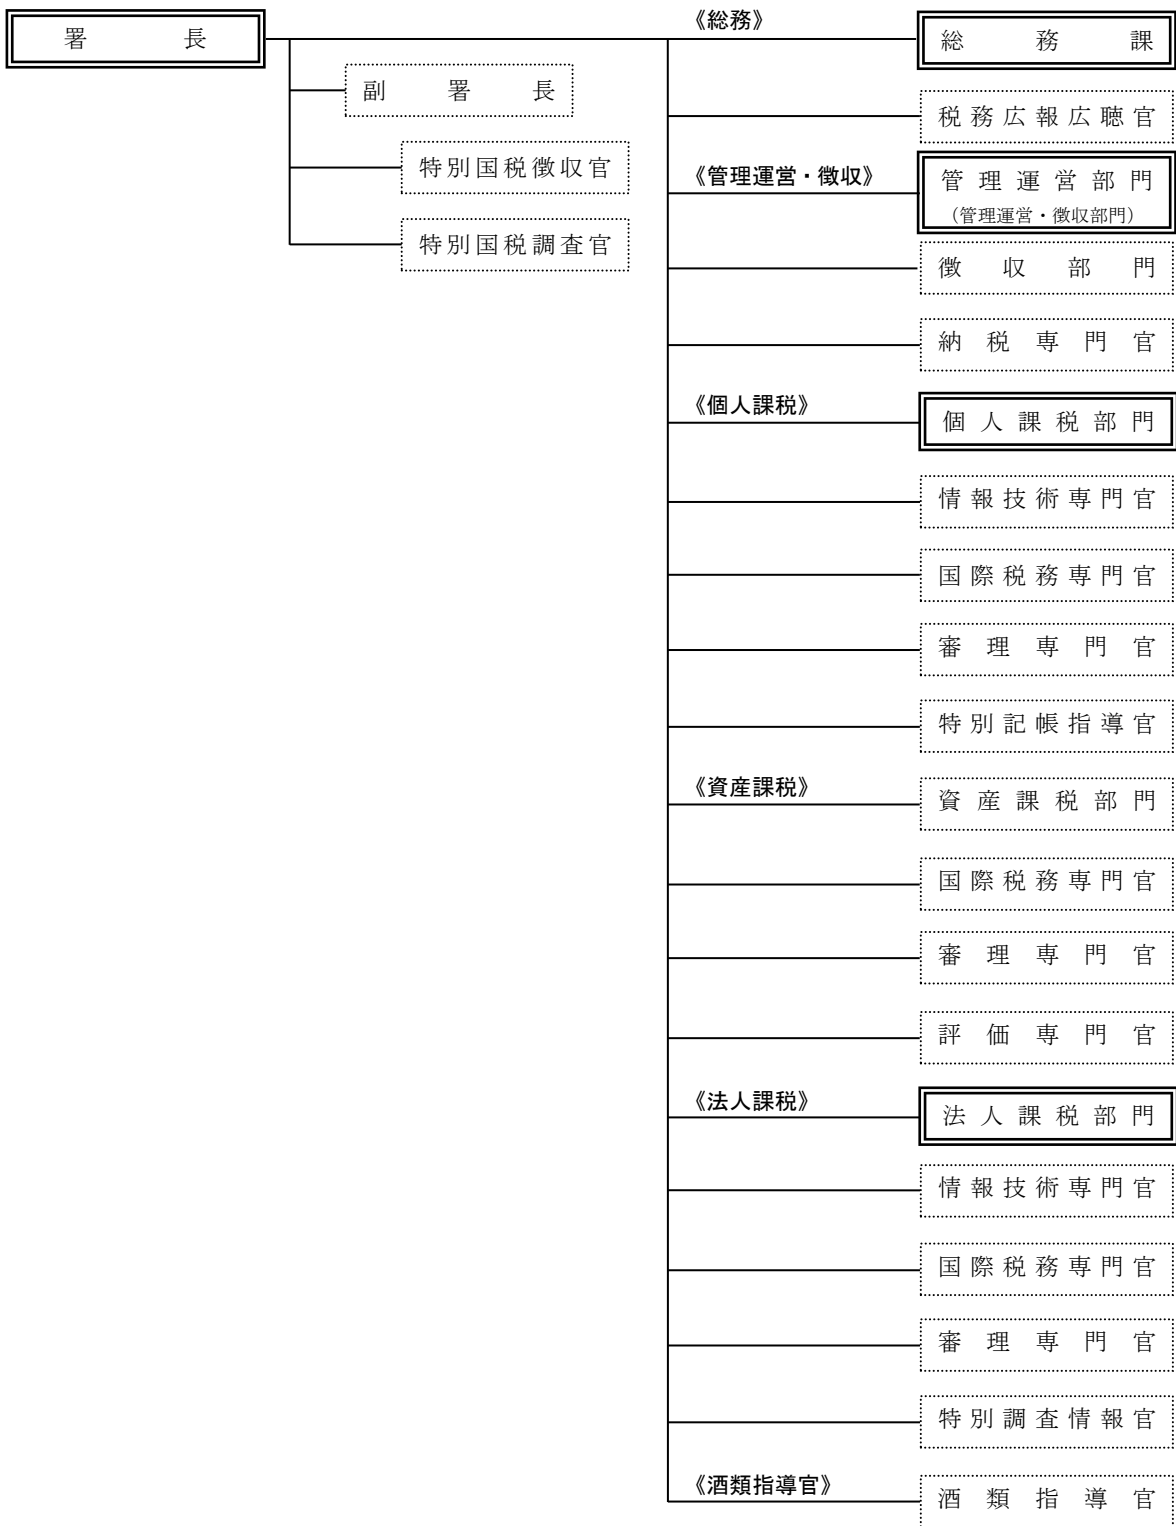 署長
副署長
特別国税徴収官
特別国税調査官
《総務》
総務課
税務広報広聴官
《管理運営・徴収》
管理運営部門
（管理運営・徴収部門）
徴収部門
納税専門官
《個人課税》
個人課税部門
情報技術専門官
国際税務専門官
審理専門官
特別記帳指導官
《資産課税》
資産課税部門
国際税務専門官
審理専門官
評価専門官
《法人課税》
法人課税部門
情報技術専門官
国際税務専門官
審理専門官
特別調査情報官
《酒類指導官》
酒類指導官